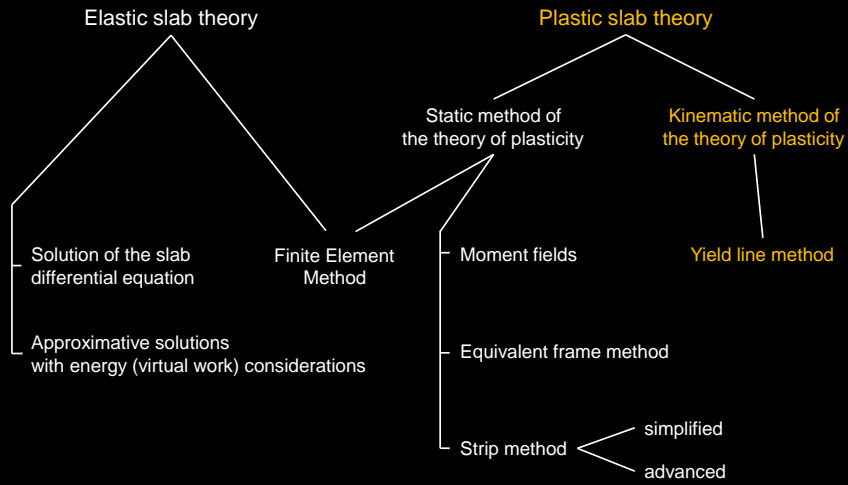 Elastic slab theory
Plastic slab theory
Static method of
the theory of plasticity
Kinematic method of
the theory of plasticity
Solution of the slab
differential equation
Finite Element
Method
Moment fields
Yield line method
Approximative solutions
with energy (virtual work) considerations
Equivalent frame method
Strip method
simplified
advanced